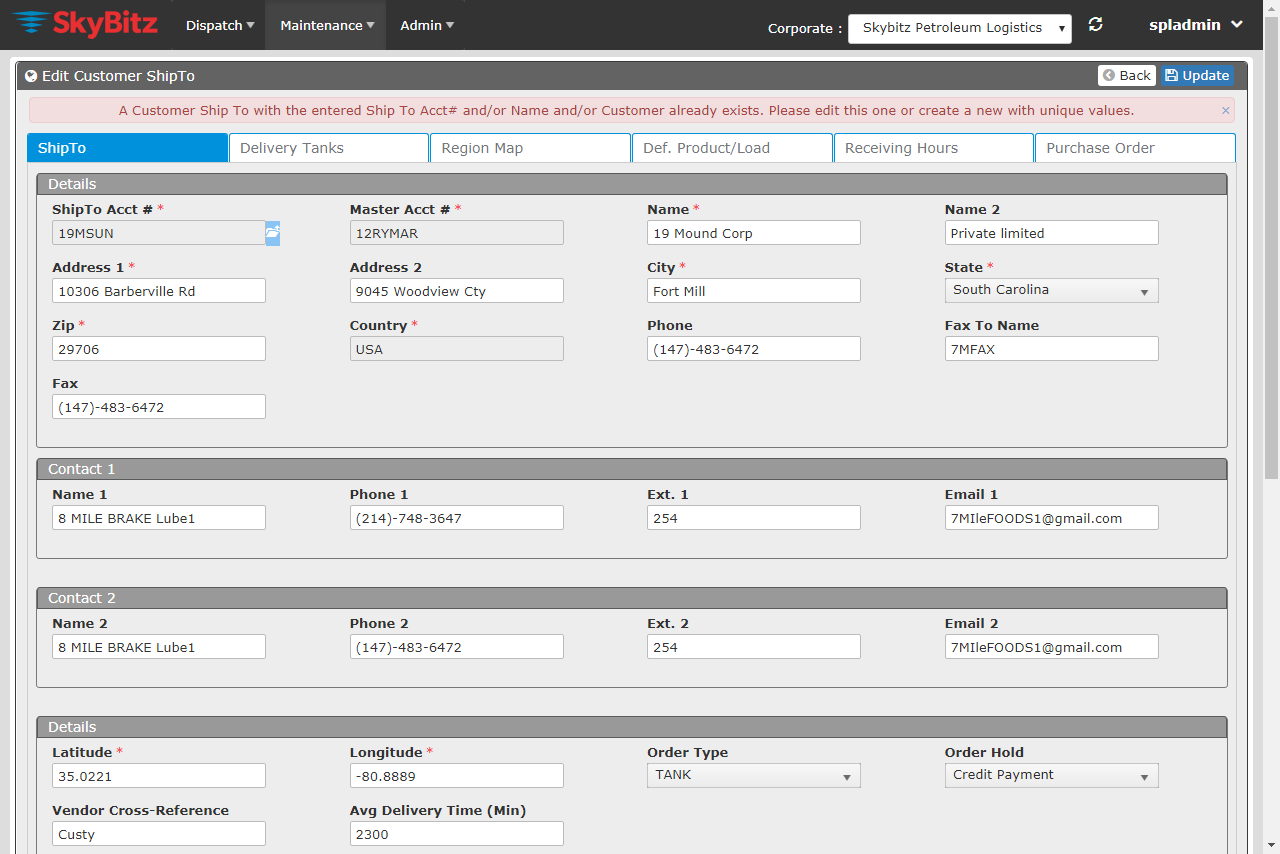 SkyBitz Dispatch Maintenance Admin Corporate : Skybitz Petroleum Logistics spladmin
Edit Customer ShipTo Back Update
A Customer Ship To with the entered Ship To Acct# and/or Name and/or Customer already exists. Please edit this one or create a new with unique values. ×
ShipTo Delivery Tanks Region Map Def. Product/Load Receiving Hours Purchase Order
Details
ShipTo Acct # * Master Acct # * Name * Name 2
19MSUN 12RYMAR 19 Mound Corp Private limited
Address 1 * Address 2 City * State *
10306 Barberville Rd 9045 Woodview Cty Fort Mill South Carolina
Zip * Country * Phone Fax To Name
29706 USA (147)-483-6472 7MFAX
Fax
(147)-483-6472
Contact 1
Name 1 Phone 1 Ext. 1 Email 1
8 MILE BRAKE Lube1 (214)-748-3647 254 7MIleFOODS1@gmail.com
Contact 2
Name 2 Phone 2 Ext. 2 Email 2
8 MILE BRAKE Lube1 (147)-483-6472 254 7MIleFOODS1@gmail.com
Details
Latitude * Longitude * Order Type Order Hold
35.0221 -80.8889 TANK Credit Payment
Vendor Cross-Reference Avg Delivery Time (Min)
Custy 2300